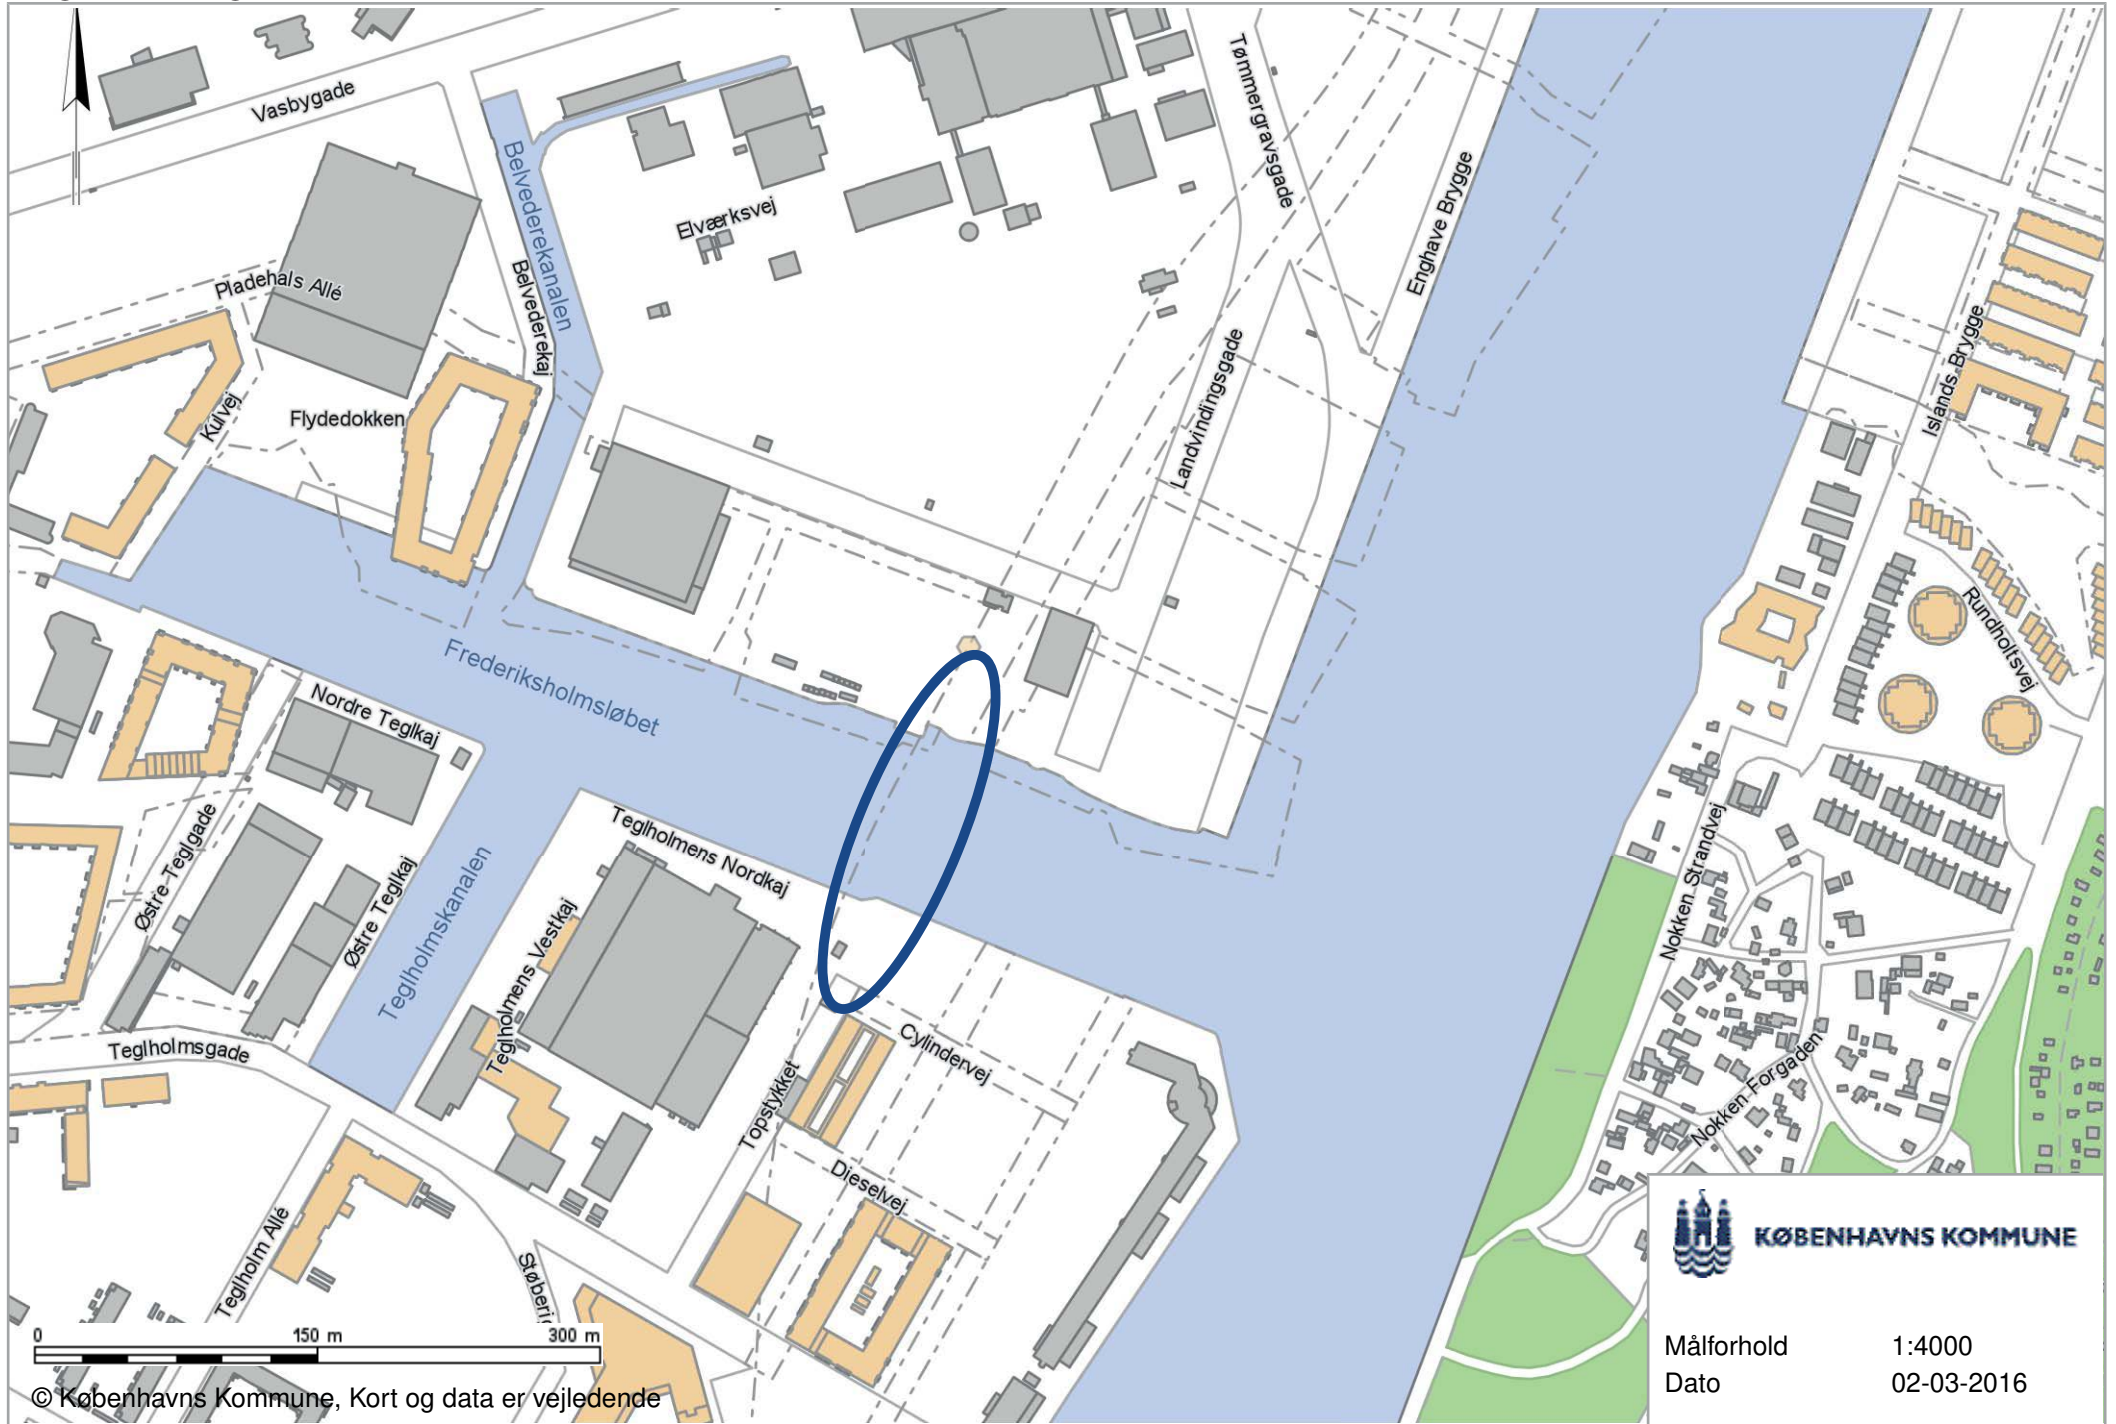 Vasbygade
Tømmergravsgade
Belvederekanalen
Enghave Brygge
Elværksvej
Belvederekaj
Pladehals Allé
Landvindingsgade
Islands Brygge
Kulvej
Flydedokken
Rundholtsvej
Frederiksholmsløbet
Nordre Teglkaj
Teglholmens Nordkaj
Nokken Strandvej
Østre Teglgade
Østre Teglkaj
Teglholmskanalen
Teglholmens Vestkaj
Cylindervej
Teglholmsgade
Topstykket
Nokken Forgaden
Dieselvej
Teglholm Allé
KØBENHAVNS KOMMUNE
0 150 m 300 m
Målforhold 1:4000
Dato 02-03-2016
© Københavns Kommune, Kort og data er vejledende